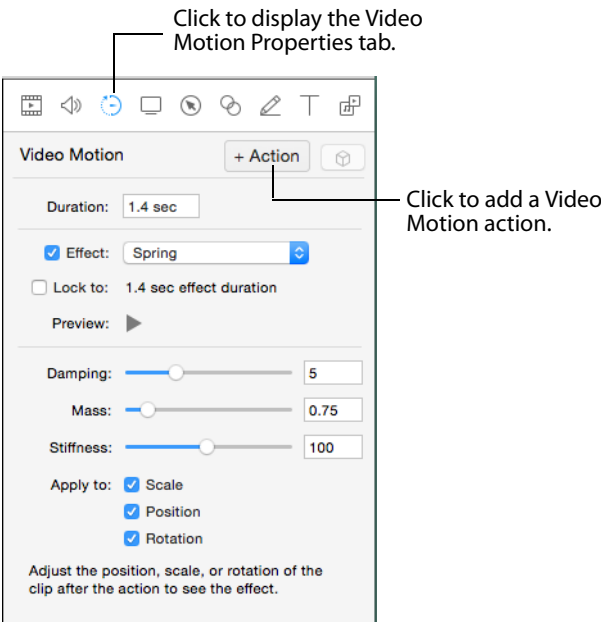 Click to display the Video
Motion Properties tab.
Video Motion
+ Action
Click to add a Video
Motion action.
Duration: 1.4 sec
Effect: Spring
Lock to: 1.4 sec effect duration
Preview:
Damping: 5
Mass: 0.75
Stiffness: 100
Apply to: Scale
Position
Rotation
Adjust the position, scale, or rotation of the
clip after the action to see the effect.